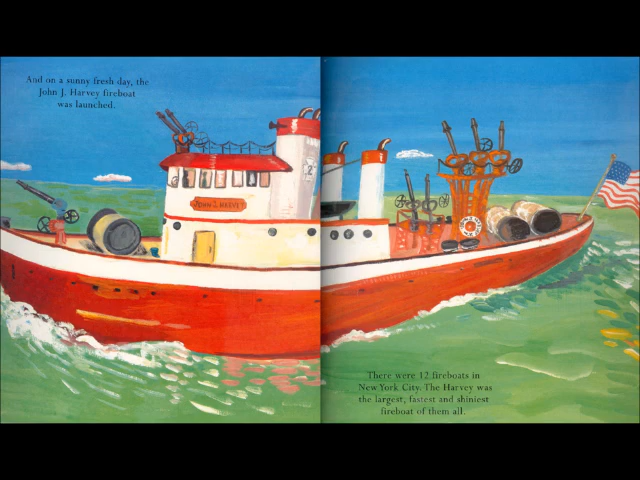 And on a sunny fresh day, the
John J. Harvey fireboat
was launched.
JOHN J. HARVEY
2
There were 12 fireboats in
New York City. The Harvey was
the largest, fastest and shiniest
fireboat of them all.